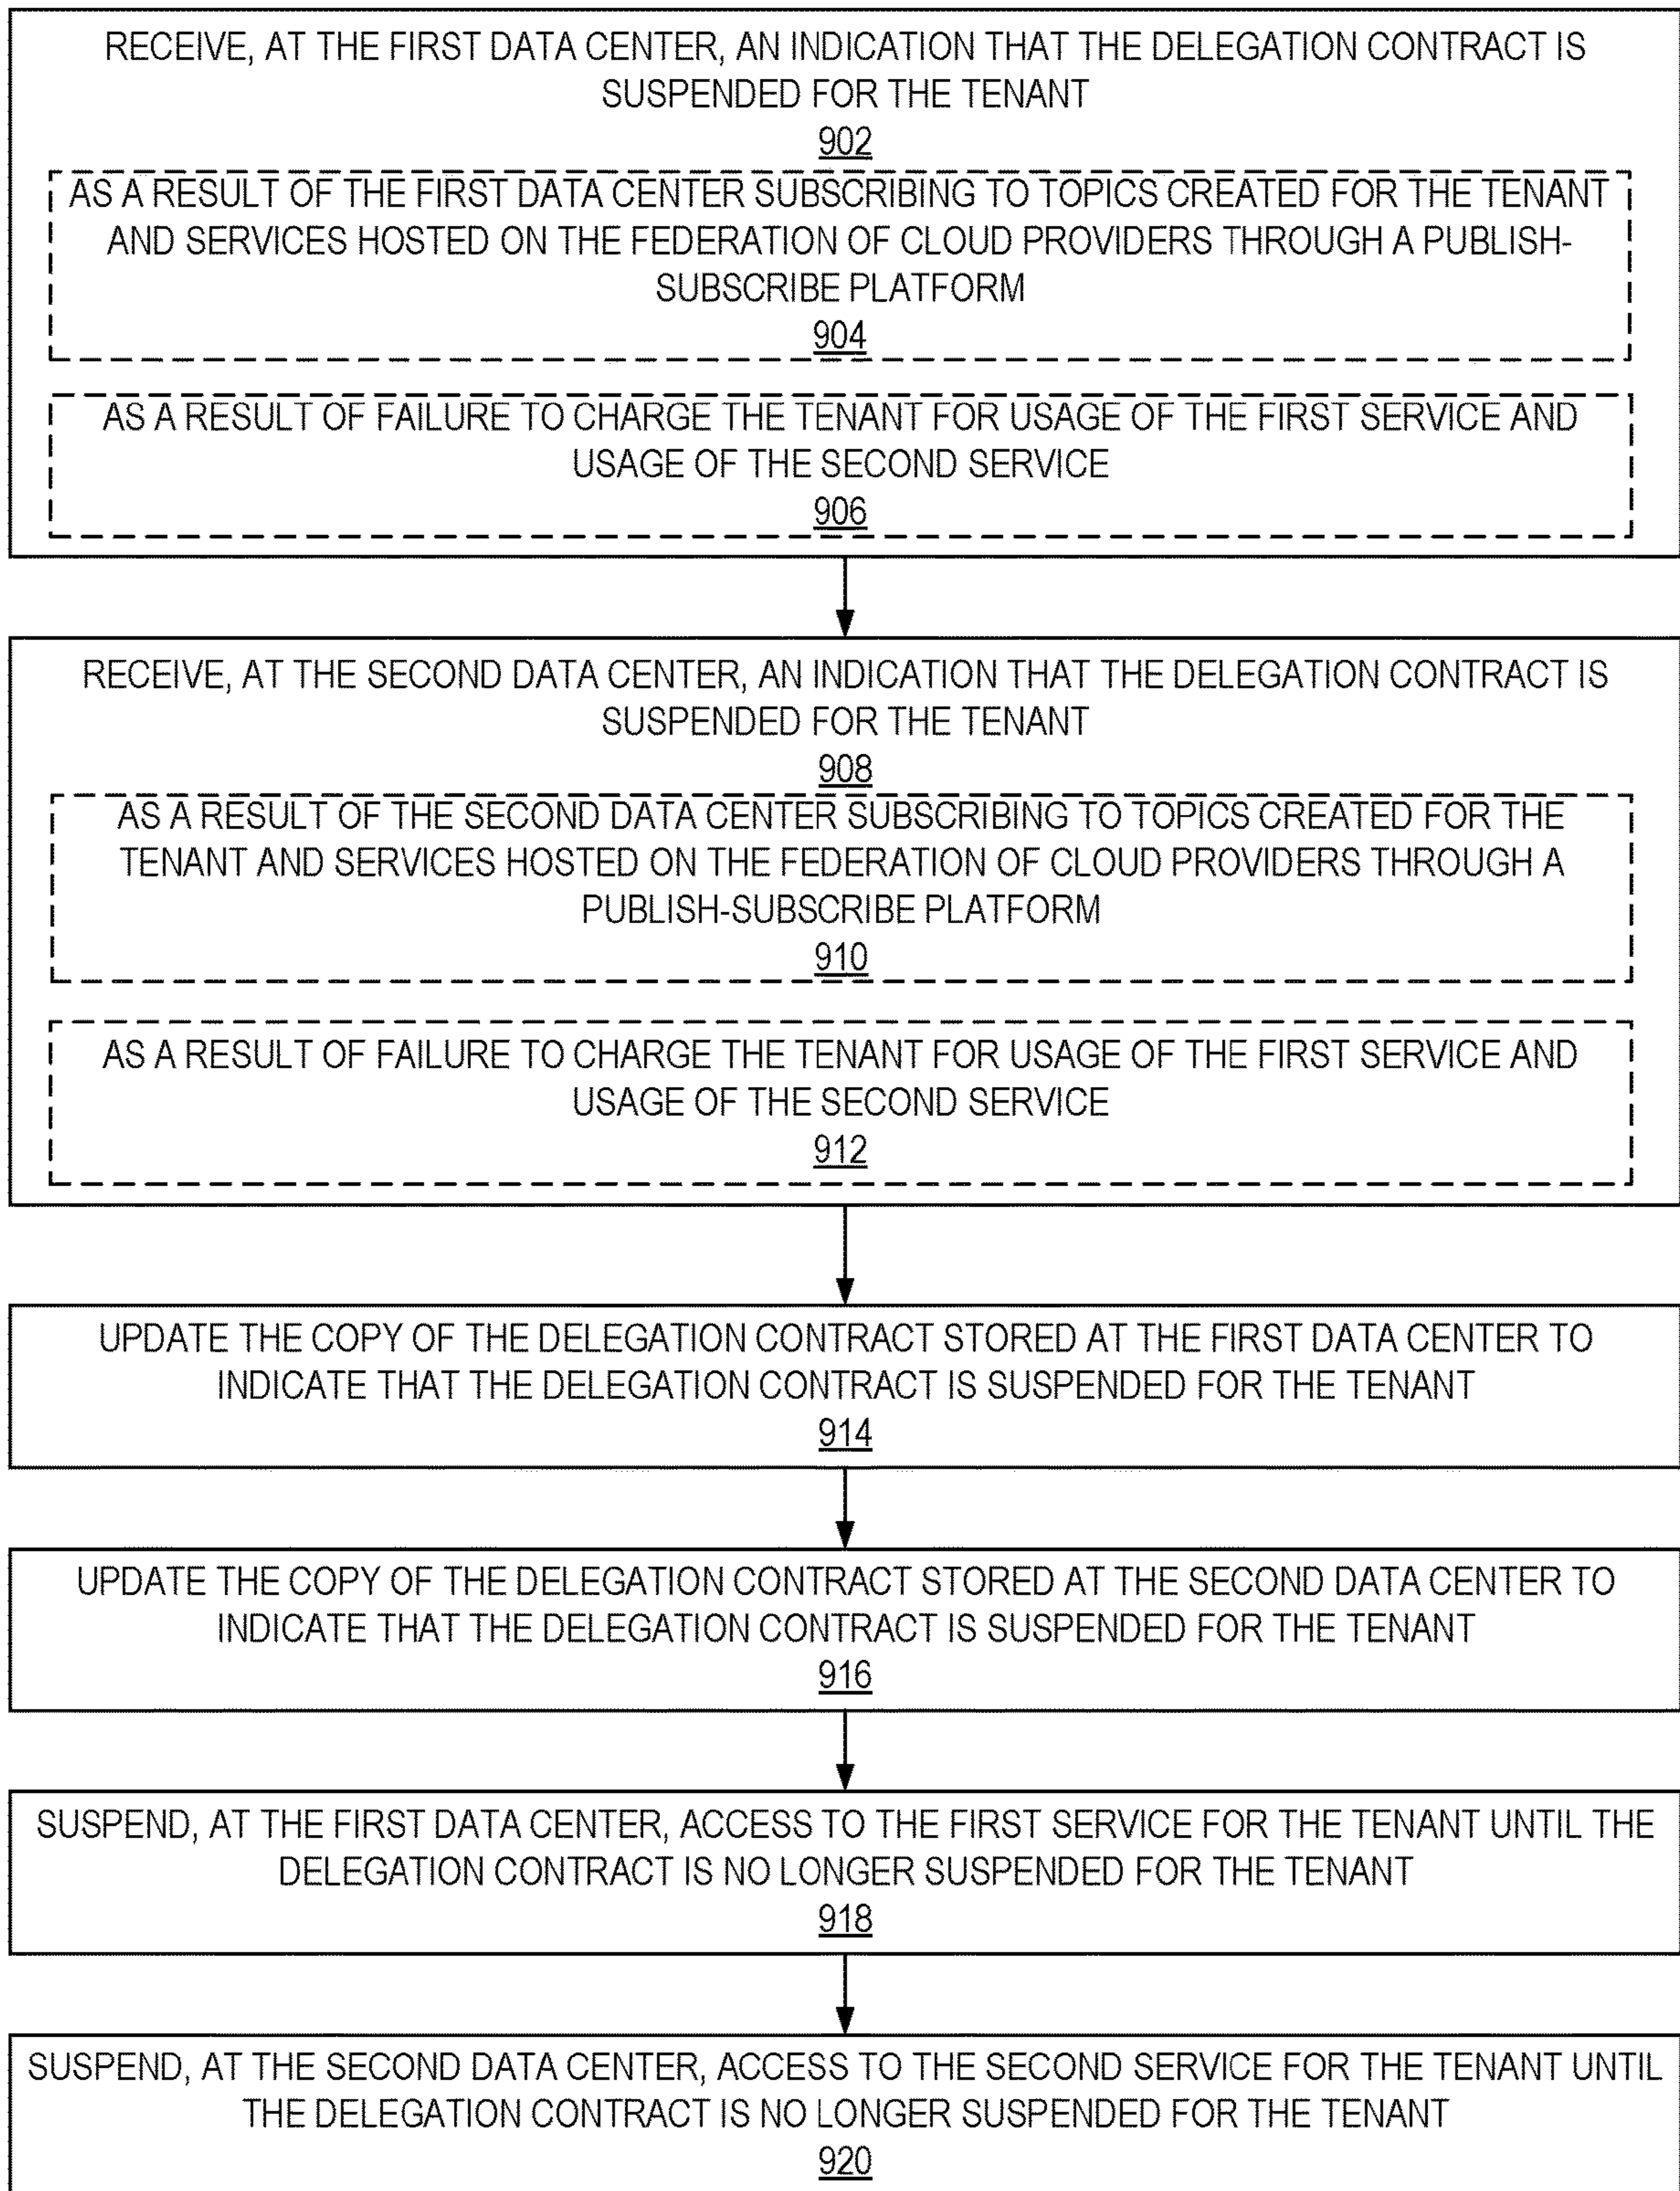 RECEIVE, AT THE FIRST DATA CENTER, AN INDICATION THAT THE DELEGATION CONTRACT IS
SUSPENDED FOR THE TENANT
902
AS A RESULT OF THE FIRST DATA CENTER SUBSCRIBING TO TOPICS CREATED FOR THE TENANT
AND SERVICES HOSTED ON THE FEDERATION OF CLOUD PROVIDERS THROUGH A PUBLISH-
SUBSCRIBE PLATFORM
904
AS A RESULT OF FAILURE TO CHARGE THE TENANT FOR USAGE OF THE FIRST SERVICE AND
USAGE OF THE SECOND SERVICE
906
RECEIVE, AT THE SECOND DATA CENTER, AN INDICATION THAT THE DELEGATION CONTRACT IS
SUSPENDED FOR THE TENANT
908
AS A RESULT OF THE SECOND DATA CENTER SUBSCRIBING TO TOPICS CREATED FOR THE
TENANT AND SERVICES HOSTED ON THE FEDERATION OF CLOUD PROVIDERS THROUGH A
PUBLISH-SUBSCRIBE PLATFORM
910
AS A RESULT OF FAILURE TO CHARGE THE TENANT FOR USAGE OF THE FIRST SERVICE AND
USAGE OF THE SECOND SERVICE
912
UPDATE THE COPY OF THE DELEGATION CONTRACT STORED AT THE FIRST DATA CENTER TO
INDICATE THAT THE DELEGATION CONTRACT IS SUSPENDED FOR THE TENANT
914
UPDATE THE COPY OF THE DELEGATION CONTRACT STORED AT THE SECOND DATA CENTER TO
INDICATE THAT THE DELEGATION CONTRACT IS SUSPENDED FOR THE TENANT
916
SUSPEND, AT THE FIRST DATA CENTER, ACCESS TO THE FIRST SERVICE FOR THE TENANT UNTIL THE
DELEGATION CONTRACT IS NO LONGER SUSPENDED FOR THE TENANT
918
SUSPEND, AT THE SECOND DATA CENTER, ACCESS TO THE SECOND SERVICE FOR THE TENANT UNTIL
THE DELEGATION CONTRACT IS NO LONGER SUSPENDED FOR THE TENANT
920